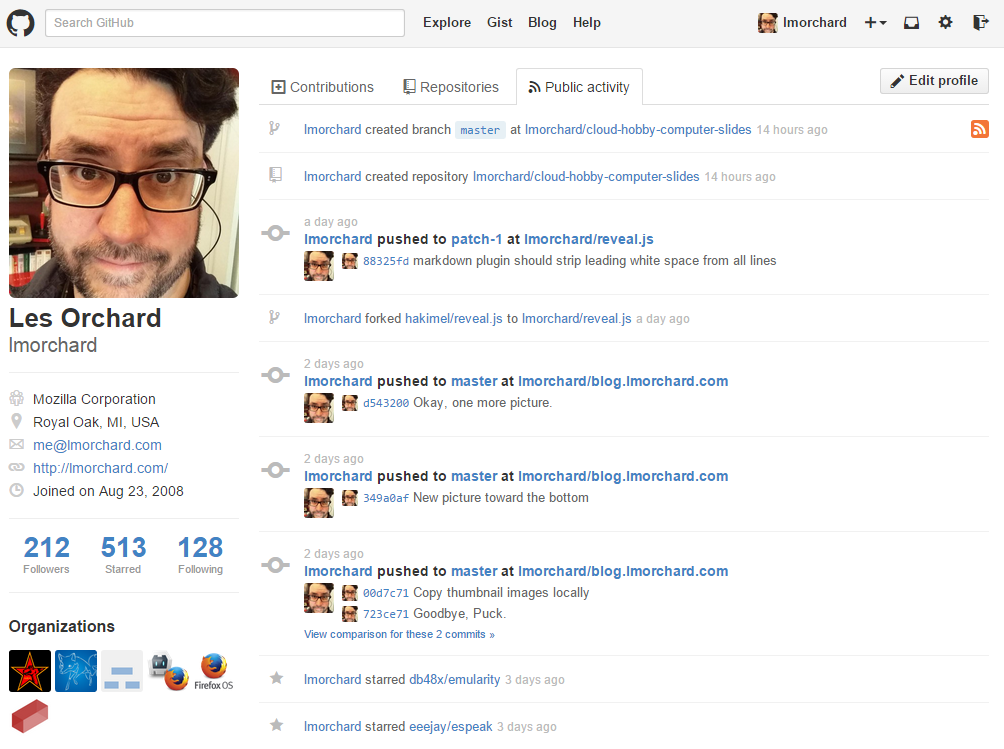 Search GitHub
Explore Gist Blog Help
lmorchard
Contributions Repositories Public activity Edit profile
lmorchard created branch master at lmorchard/cloud-hobby-computer-slides 14 hours ago
lmorchard created repository lmorchard/cloud-hobby-computer-slides 14 hours ago
a day ago
lmorchard pushed to patch-1 at lmorchard/reveal.js
88325fd markdown plugin should strip leading white space from all lines
lmorchard forked hakimel/reveal.js to lmorchard/reveal.js a day ago
2 days ago
lmorchard pushed to master at lmorchard/blog.lmorchard.com
d543200 Okay, one more picture.
2 days ago
lmorchard pushed to master at lmorchard/blog.lmorchard.com
349a0af New picture toward the bottom
2 days ago
lmorchard pushed to master at lmorchard/blog.lmorchard.com
00d7c71 Copy thumbnail images locally
723ce71 Goodbye, Puck.
View comparison for these 2 commits »
lmorchard starred db48x/emularity 3 days ago
lmorchard starred eeejay/espeak 3 days ago
Les Orchard
lmorchard
Mozilla Corporation
Royal Oak, MI, USA
me@lmorchard.com
http://lmorchard.com/
Joined on Aug 23, 2008
212 513 128
Followers Starred Following
Organizations
Firefox OS